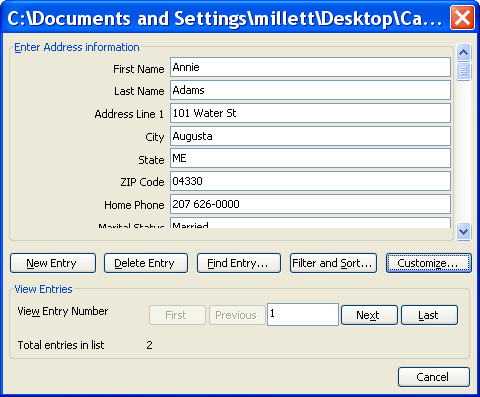 C:\Documents and Settings\millett\Desktop\Ca...
Enter Address information
First Name Annie
Last Name Adams
Address Line 1 101 Water St
City Augusta
State ME
ZIP Code 04330
Home Phone 207 626-0000
Marital Status Married
New Entry Delete Entry Find Entry... Filter and Sort... Customize...
View Entries
View Entry Number First Previous 1 Next Last
Total entries in list 2
Cancel